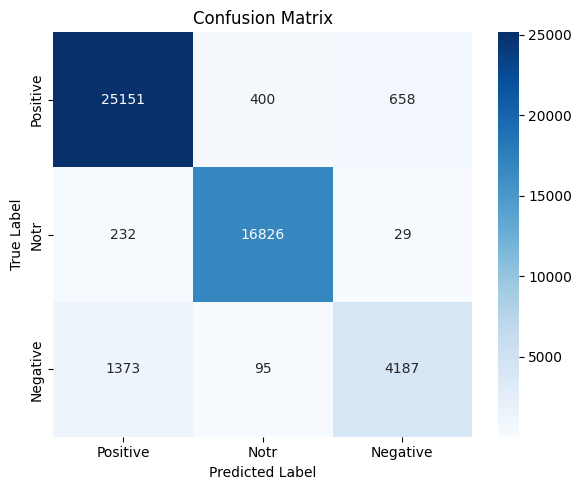 Confusion Matrix
Positive 25151 400 658
Notr 232 16826 29
Negative 1373 95 4187
True Label
Positive Notr Negative
Predicted Label
25000
20000
15000
10000
5000